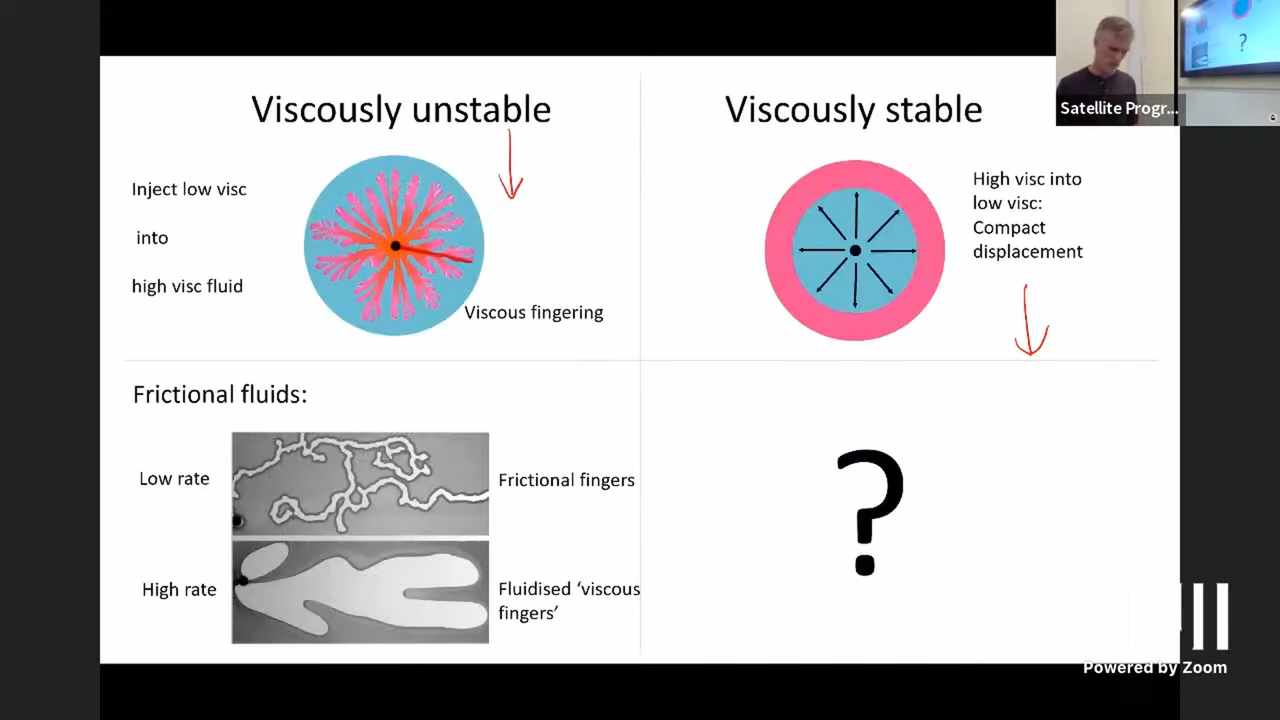 Viscously unstable
Viscously stable
Satellite Progr...
Inject low visc
into
high visc fluid
Viscous fingering
High visc into
low visc:
Compact
displacement
Frictional fluids:
Low rate
Frictional fingers
High rate
Fluidised ‘viscous
fingers’
?
?
Powered by Zoom